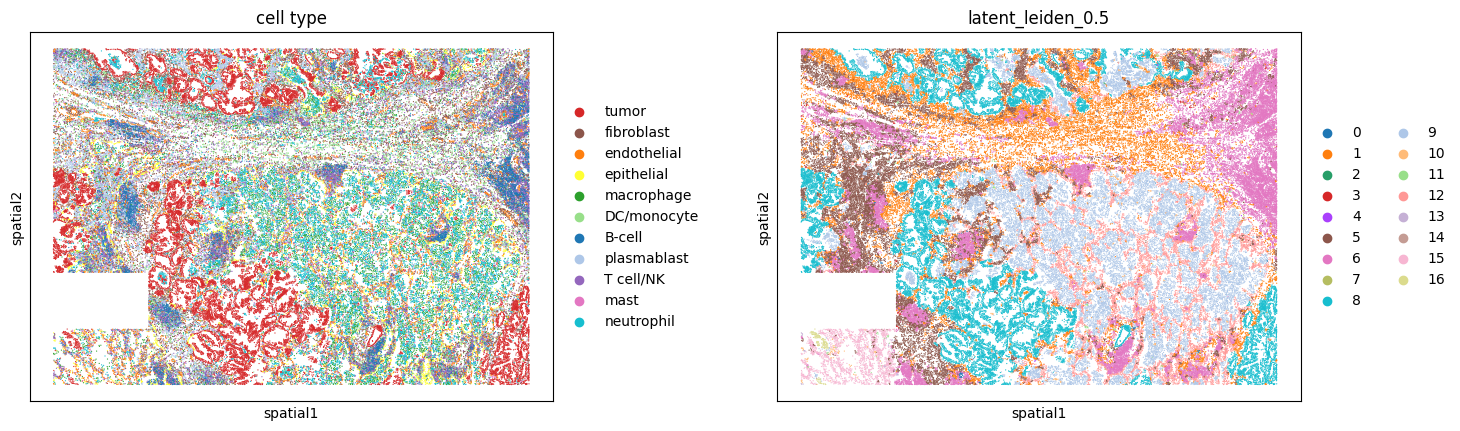 cell type
spatial2
spatial1
tumor
fibroblast
endothelial
epithelial
macrophage
DC/monocyte
B-cell
plasmablast
T cell/NK
mast
neutrophil
latent_leiden_0.5
spatial2
spatial1
0
1
2
3
4
5
6
7
8
9
10
11
12
13
14
15
16